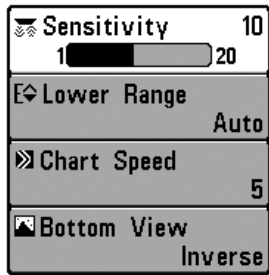 Sensitivity 10
1 20
Lower Range
Auto
Chart Speed
5
Bottom View
Inverse